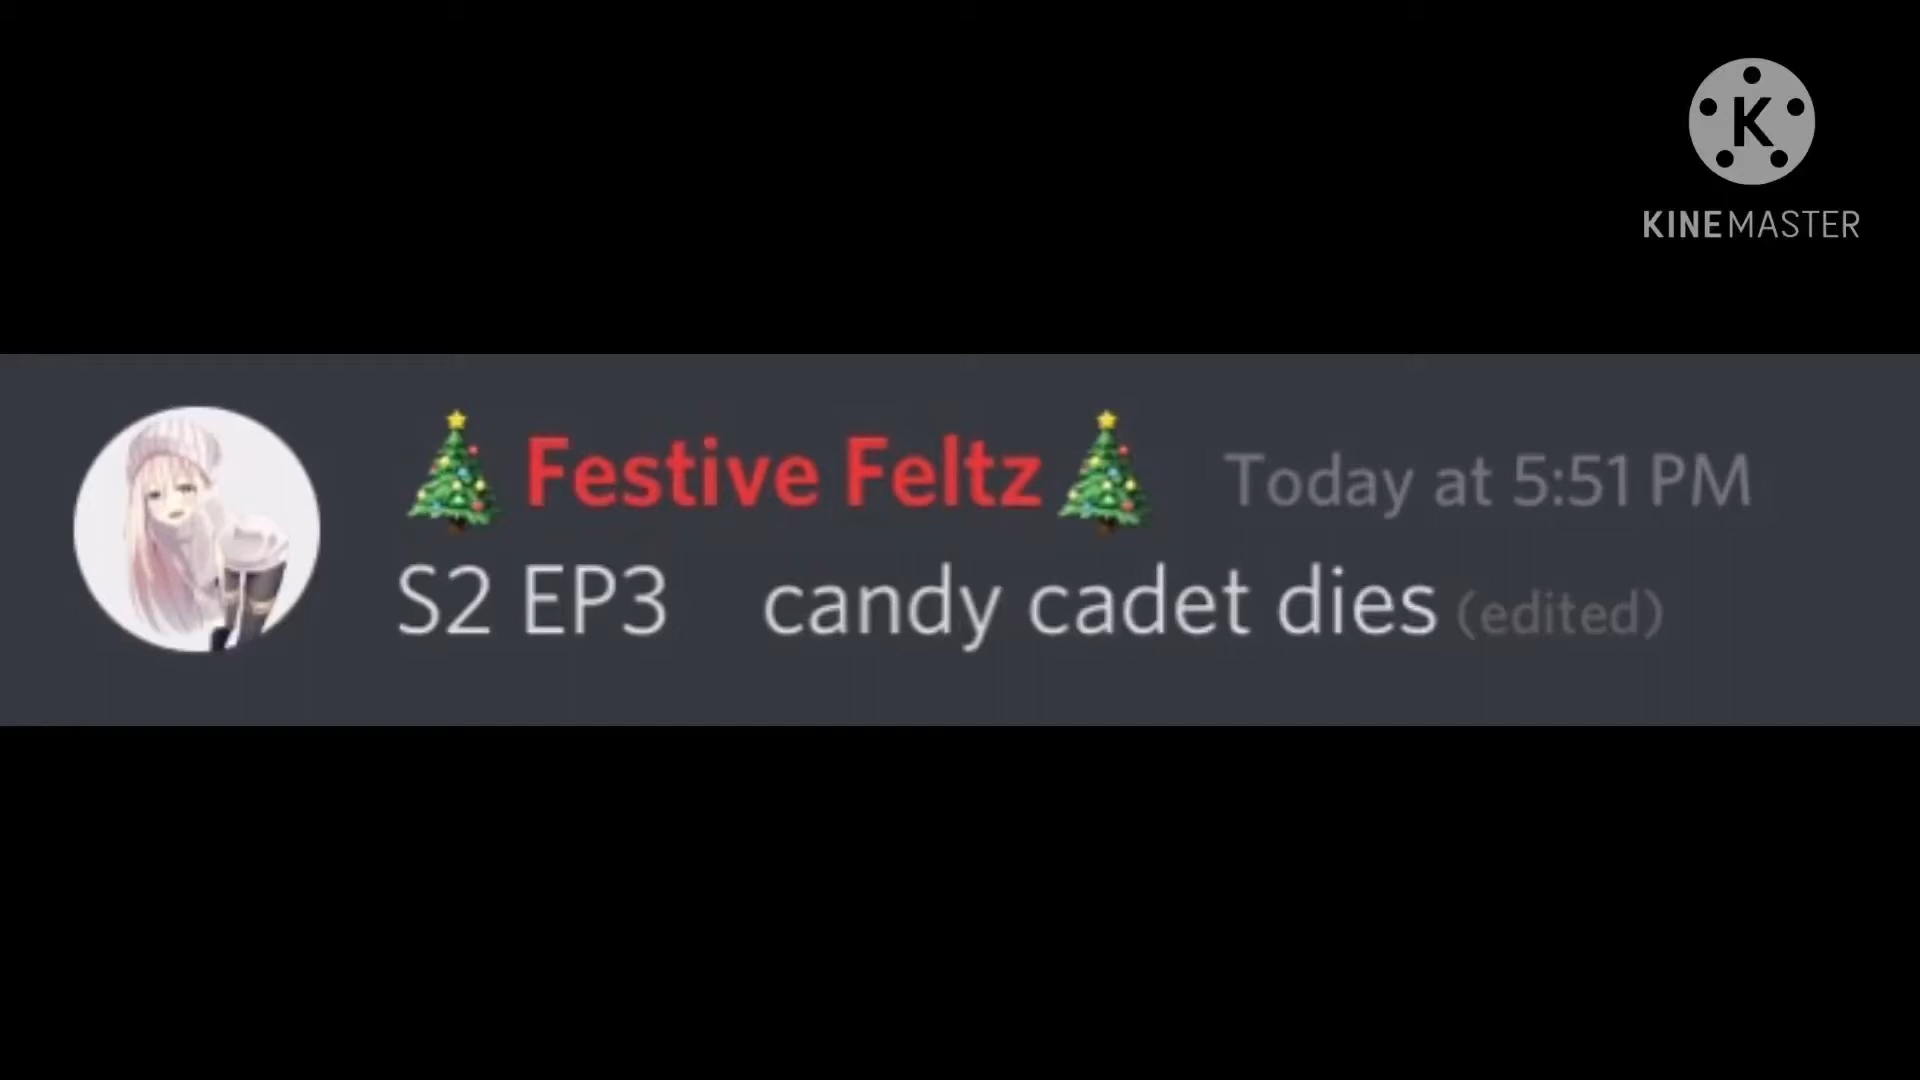 K
KINEMASTER
🎄Festive Feltz🎄 Today at 5:51 PM
S2 EP3 candy cadet dies (edited)